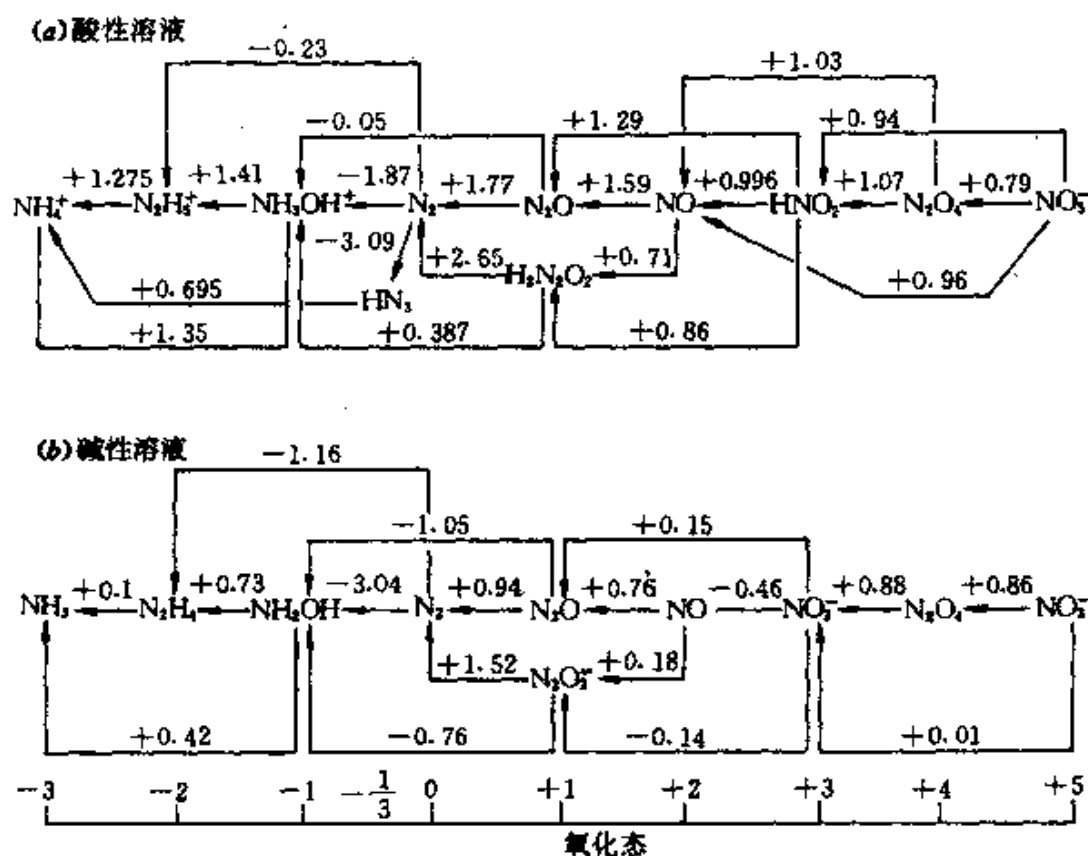 (a)酸性溶液
−0.23
+1.03
−0.05 +1.29 +0.94
+1.275 +1.41 −1.87 +1.77 +1.59 +0.996 +1.07 +0.79
NH₄⁺ N₂H₅⁺ NH₃OH⁺ N₂ N₂O NO HNO₂ N₂O₄ NO₃⁻
−3.09 +2.65 H₂N₂O₂ +0.71
+0.695 HN₃ +0.96
+1.35 +0.387 +0.86
(b)碱性溶液
−1.16
−1.05 +0.15
+0.1 +0.73 −3.04 +0.94 +0.76 −0.46 +0.88 +0.86
NH₃ N₂H₄ NH₂OH N₂ N₂O NO NO₂⁻ N₂O₄ NO₃⁻
+1.52 N₂O₂²⁻ +0.18
+0.42 −0.76 −0.14 +0.01
−3 −2 −1 −1/3 0 +1 +2 +3 +4 +5
氧化态